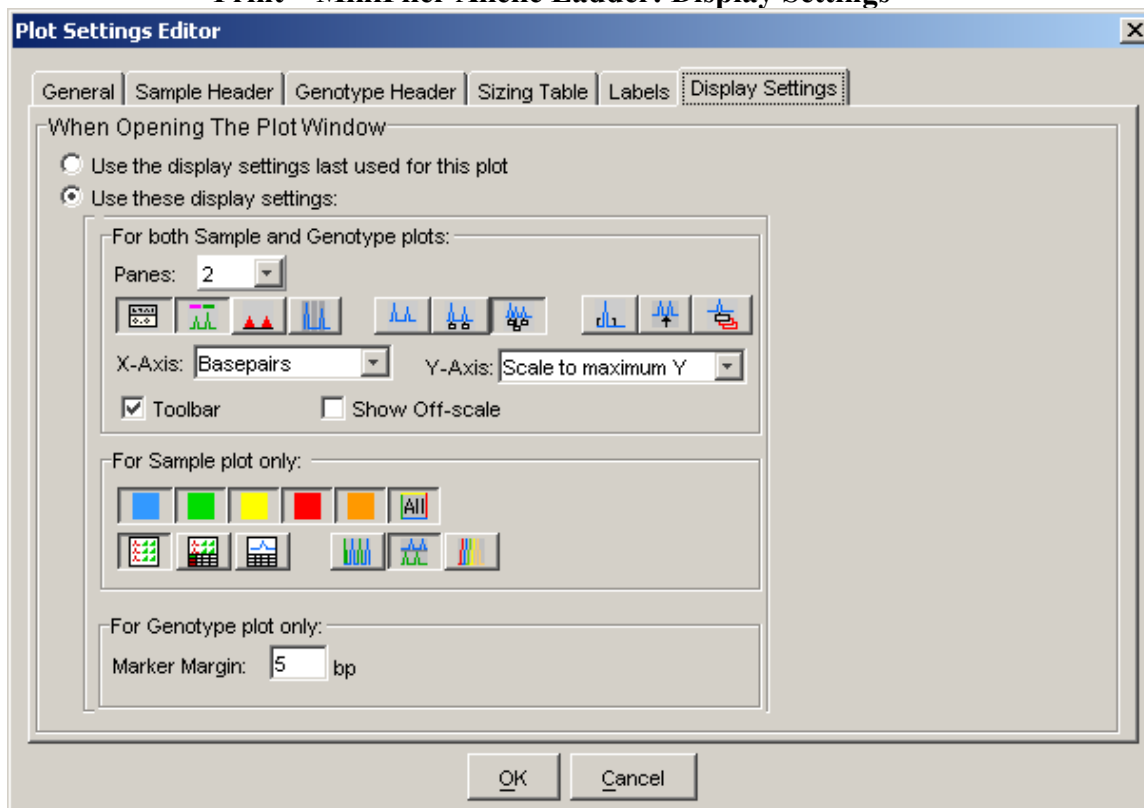 Plot Settings Editor
General Sample Header Genotype Header Sizing Table Labels Display Settings
When Opening The Plot Window
Use the display settings last used for this plot
Use these display settings:
For both Sample and Genotype plots:
Panes: 2
X-Axis: Basepairs Y-Axis: Scale to maximum Y
Toolbar Show Off-scale
For Sample plot only:
All
For Genotype plot only:
Marker Margin: 5 bp
OK Cancel